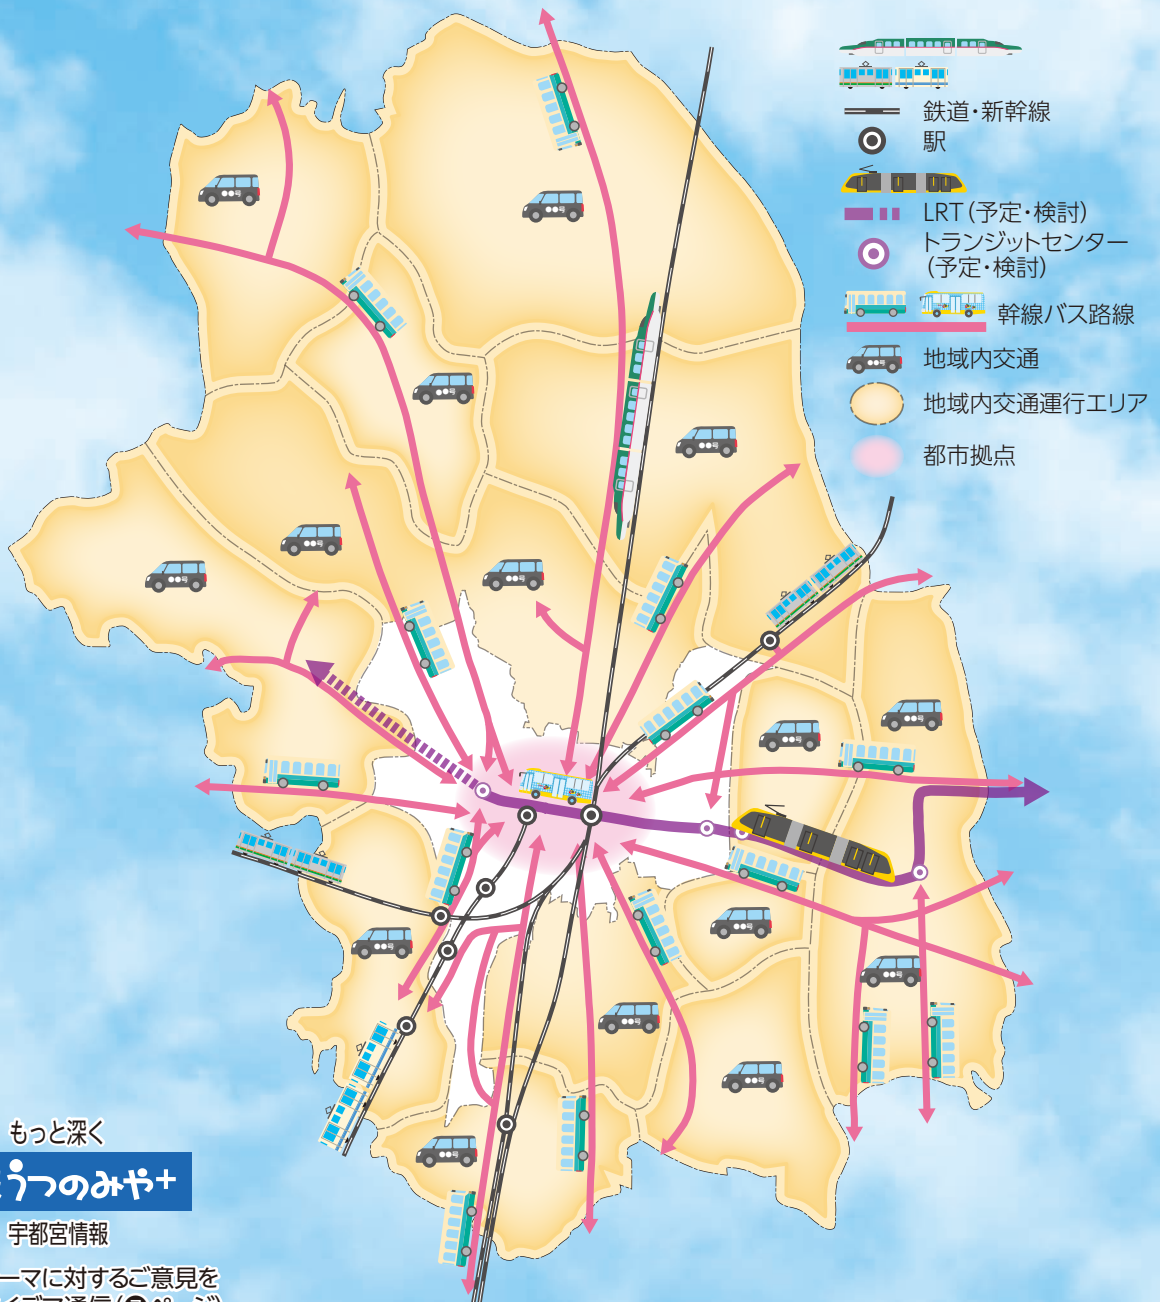 鉄道・新幹線
駅
LRT（予定・検討）
トランジットセンター
（予定・検討）
幹線バス路線
地域内交通
地域内交通運行エリア
都市拠点
もっと深く
うつのみや+
宇都宮情報
ーマに対するご意見を